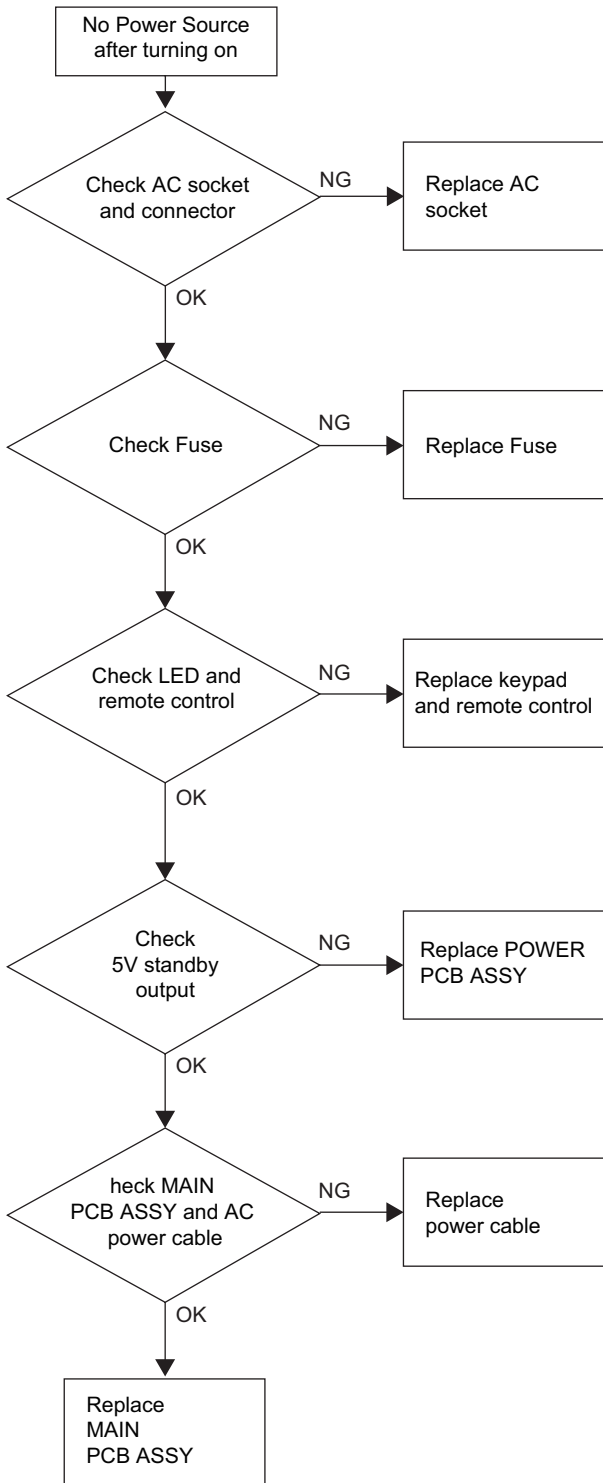 No Power Source
after turning on
Check AC socket
and connector
NG
Replace AC
socket
OK
Check Fuse
NG
Replace Fuse
OK
Check LED and
remote control
NG
Replace keypad
and remote control
OK
Check
5V standby
output
NG
Replace POWER
PCB ASSY
OK
heck MAIN
PCB ASSY and AC
power cable
NG
Replace
power cable
OK
Replace
MAIN
PCB ASSY